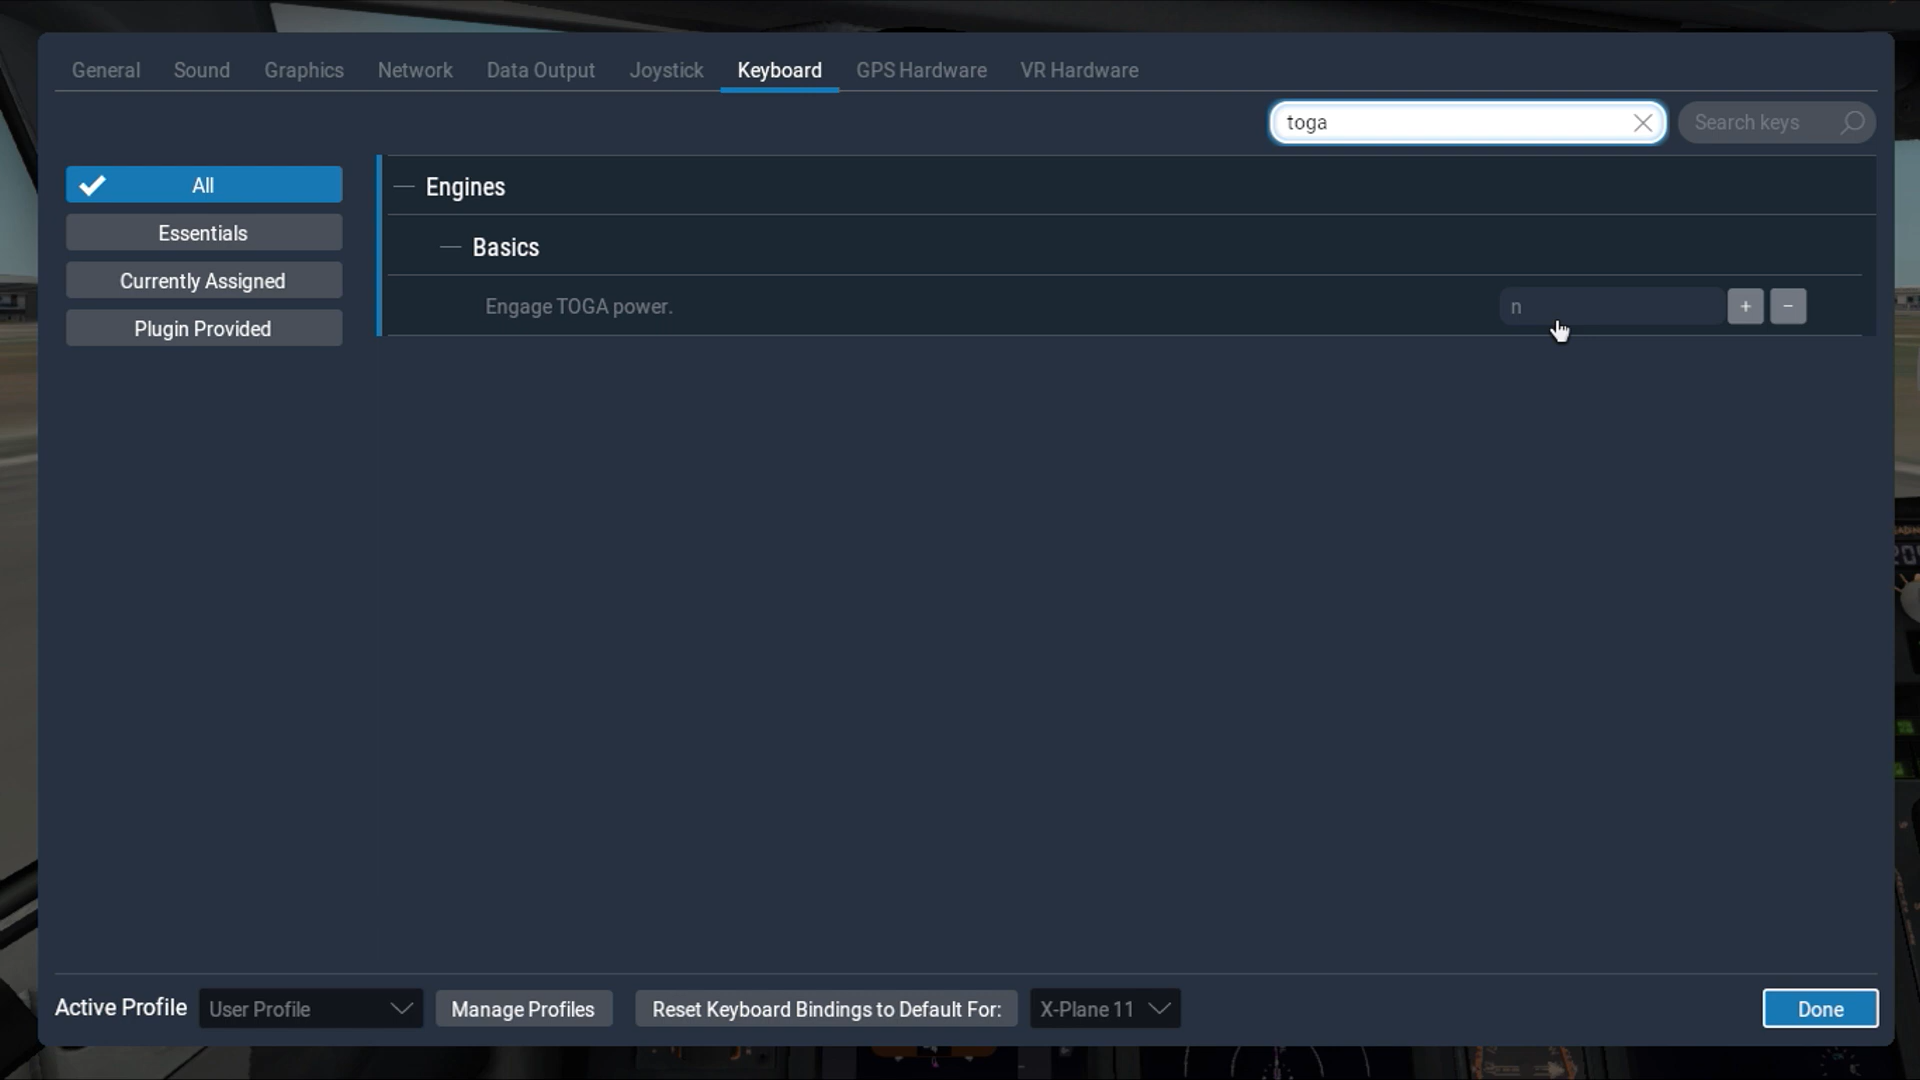 General Sound Graphics Network Data Output Joystick Keyboard GPS Hardware VR Hardware
toga Search keys
All
Essentials
Currently Assigned
Plugin Provided
Engines
Basics
Engage TOGA power. n + −
Active Profile User Profile Manage Profiles Reset Keyboard Bindings to Default For: X-Plane 11 Done